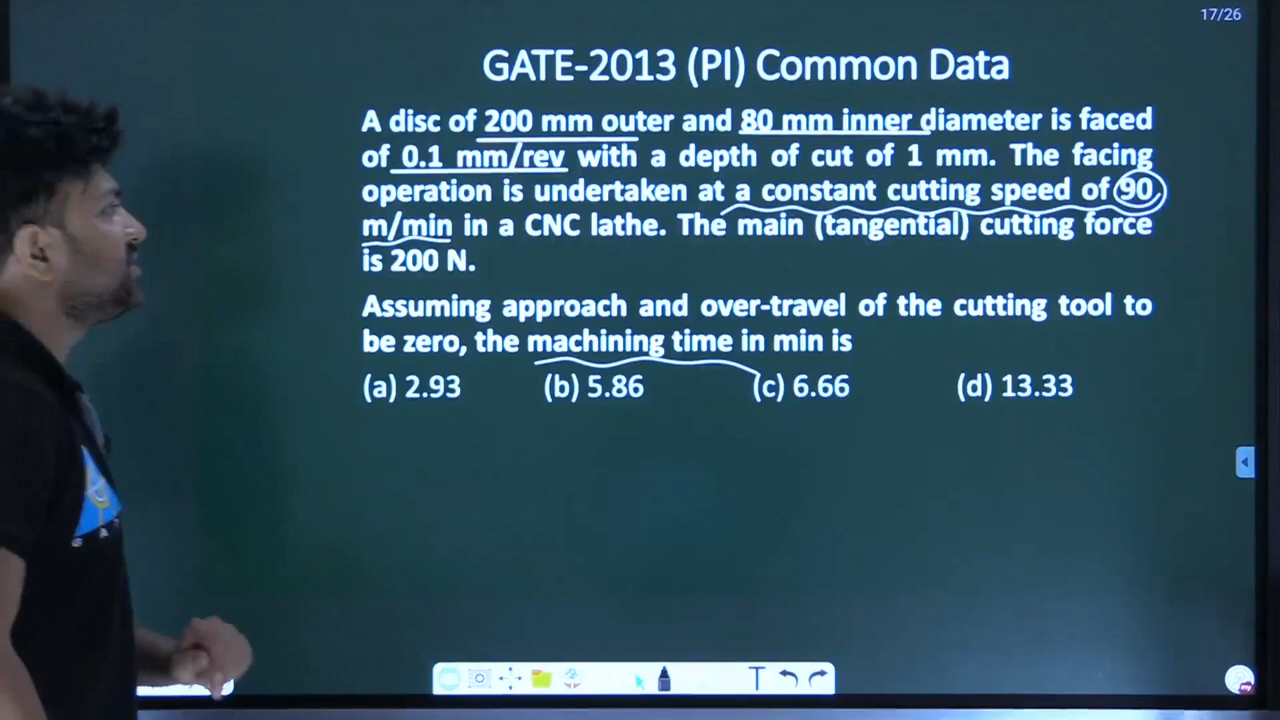 17/26
GATE-2013 (PI) Common Data
A disc of 200 mm outer and 80 mm inner diameter is faced
of 0.1 mm/rev with a depth of cut of 1 mm. The facing
operation is undertaken at a constant cutting speed of 90
m/min in a CNC lathe. The main (tangential) cutting force
is 200 N.
Assuming approach and over-travel of the cutting tool to
be zero, the machining time in min is
(a) 2.93 (b) 5.86 (c) 6.66 (d) 13.33
T